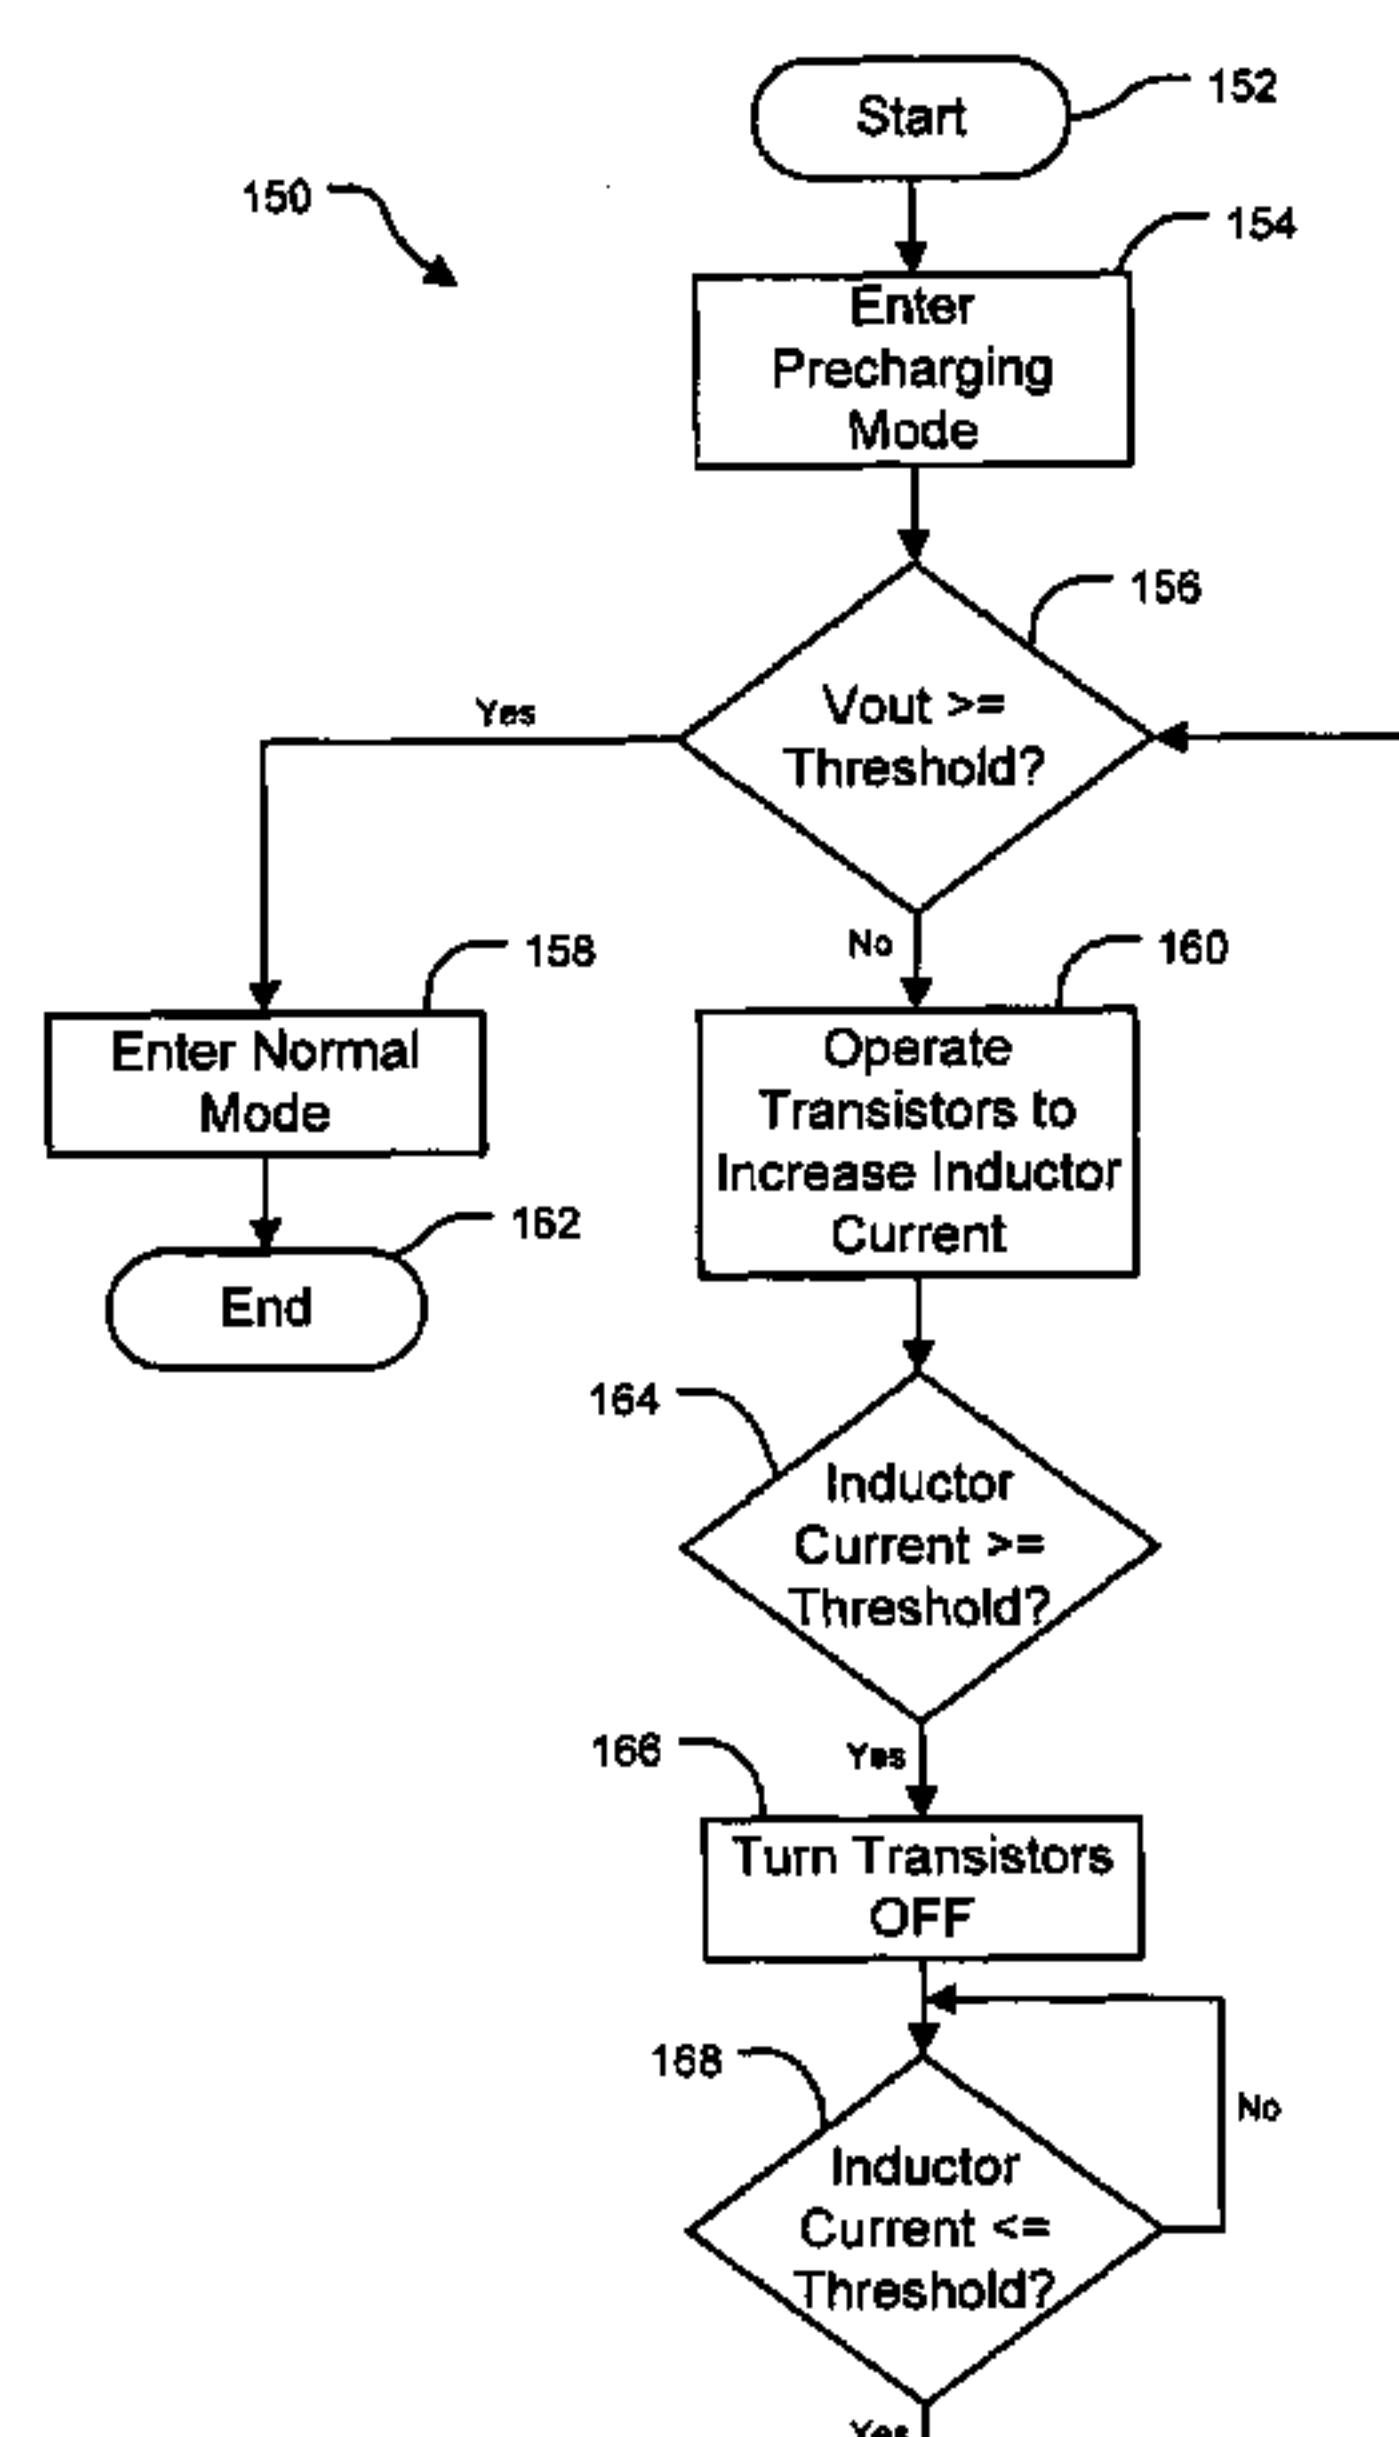 Start
152
150
154
Enter
Precharging
Mode
156
Vout >=
Threshold?
Yes
No
158
160
Enter Normal
Mode
Operate
Transistors to
Increase Inductor
Current
162
End
164
Inductor
Current >=
Threshold?
Yes
166
Turn Transistors
OFF
168
No
Inductor
Current <=
Threshold?
Yes